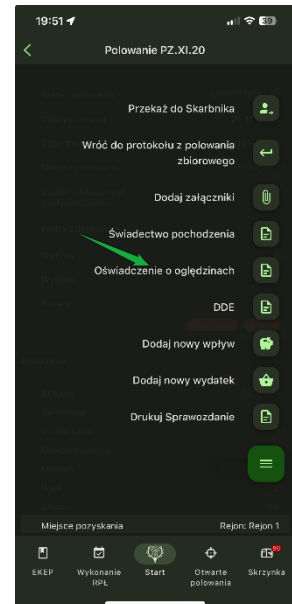 19:51
39
Polowanie PZ.XI.20
Przekaż do Skarbnika
Wróć do protokołu z polowania
zbiorowego
Dodaj załączniki
Świadectwo pochodzenia
Oświadczenie o oględzinach
DDE
Dodaj nowy wpływ
Dodaj nowy wydatek
Drukuj Sprawozdanie
Miejsce pozyskania Rejon: Rejon 1
90
EKEP Wykonanie Start Otwarte Skrzynka
RPŁ polowania